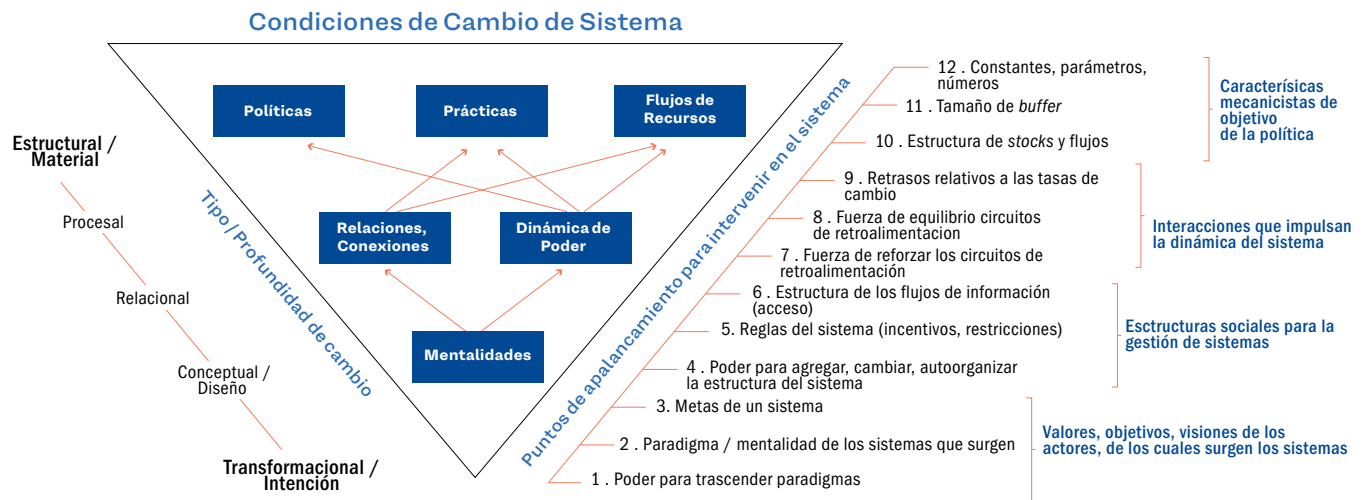 Condiciones de Cambio de Sistema
Políticas
Prácticas
Flujos de
Recursos
Relaciones,
Conexiones
Dinámica de
Poder
Mentalidades
Estructural /
Material
Procesal
Relacional
Conceptual /
Diseño
Transformacional /
Intención
Tipo / Profundidad de cambio
Puntos de apalancamiento para intervenir en el sistema
12 . Constantes, parámetros,
números
11 . Tamaño de buffer
10 . Estructura de stocks y flujos
9 . Retrasos relativos a las tasas de
cambio
8 . Fuerza de equilibrio circuitos
de retroalimentacion
7 . Fuerza de reforzar los circuitos de
retroalimentación
6 . Estructura de los flujos de información
(acceso)
5. Reglas del sistema (incentivos, restricciones)
4 . Poder para agregar, cambiar, autoorganizar
la estructura del sistema
3. Metas de un sistema
2 . Paradigma / mentalidad de los sistemas que surgen
1 . Poder para trascender paradigmas
Caracterísicas
mecanicistas de
objetivo
de la política
Interacciones que impulsan
la dinámica del sistema
Esctructuras sociales para la
gestión de sistemas
Valores, objetivos, visiones de los
actores, de los cuales surgen los sistemas